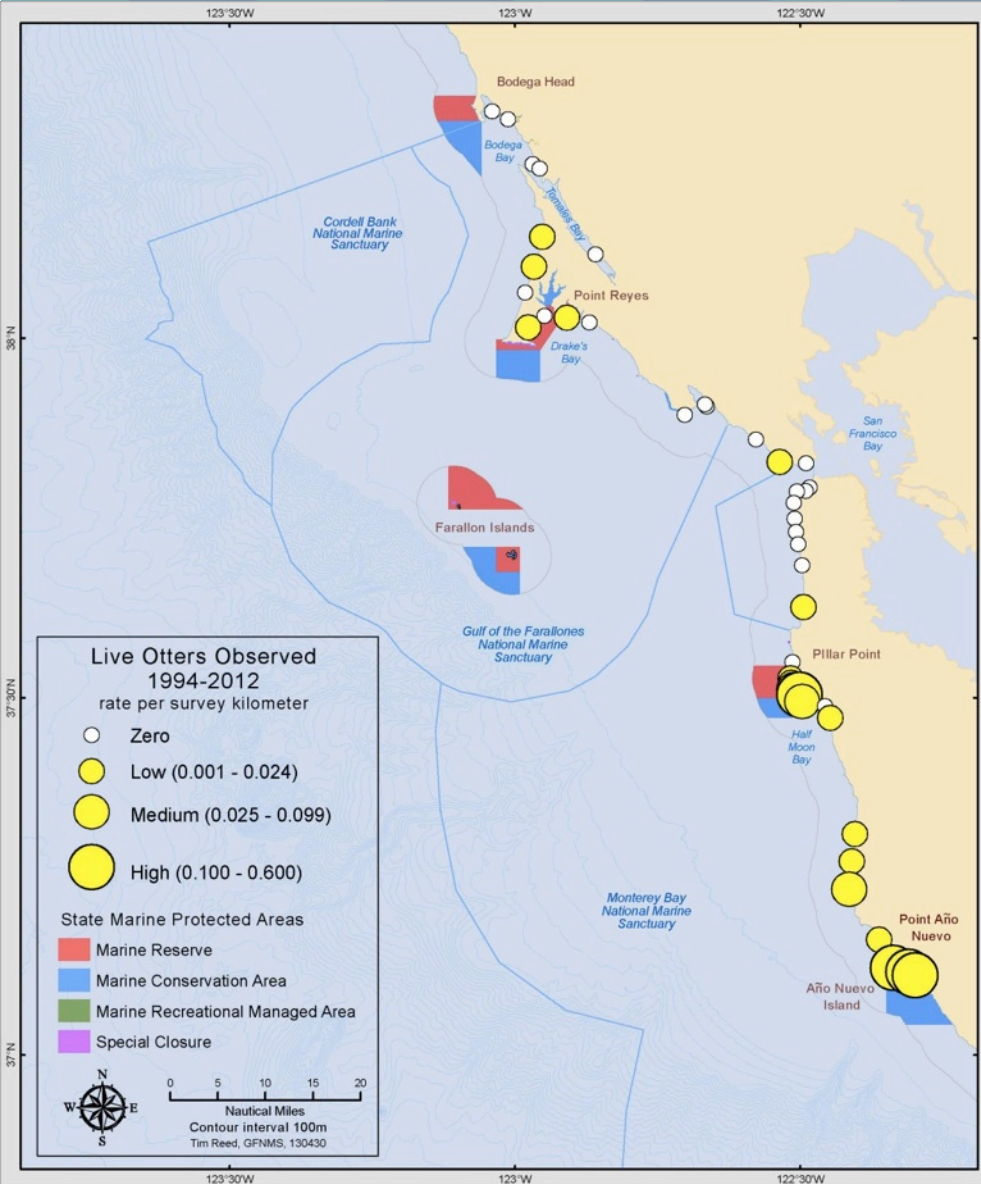 123°30'W
123°W
122°30'W
Bodega Head
Bodega
Bay
Tomales Bay
Cordell Bank
National Marine
Sanctuary
Point Reyes
38°N
Drake's
Bay
San
Francisco
Bay
Farallon Islands
Gulf of the Farallones
National Marine
Sanctuary
PIllar Point
37°30'N
Half
Moon
Bay
Monterey Bay
National Marine
Sanctuary
Point Año
Nuevo
Año Nuevo
Island
37°N
Live Otters Observed
1994-2012
rate per survey kilometer
Zero
Low (0.001 - 0.024)
Medium (0.025 - 0.099)
High (0.100 - 0.600)
State Marine Protected Areas
Marine Reserve
Marine Conservation Area
Marine Recreational Managed Area
Special Closure
N
W
E
S
0 5 10 15 20
Nautical Miles
Contour interval 100m
Tim Reed, GFNMS, 130430
123°30'W
123°W
122°30'W